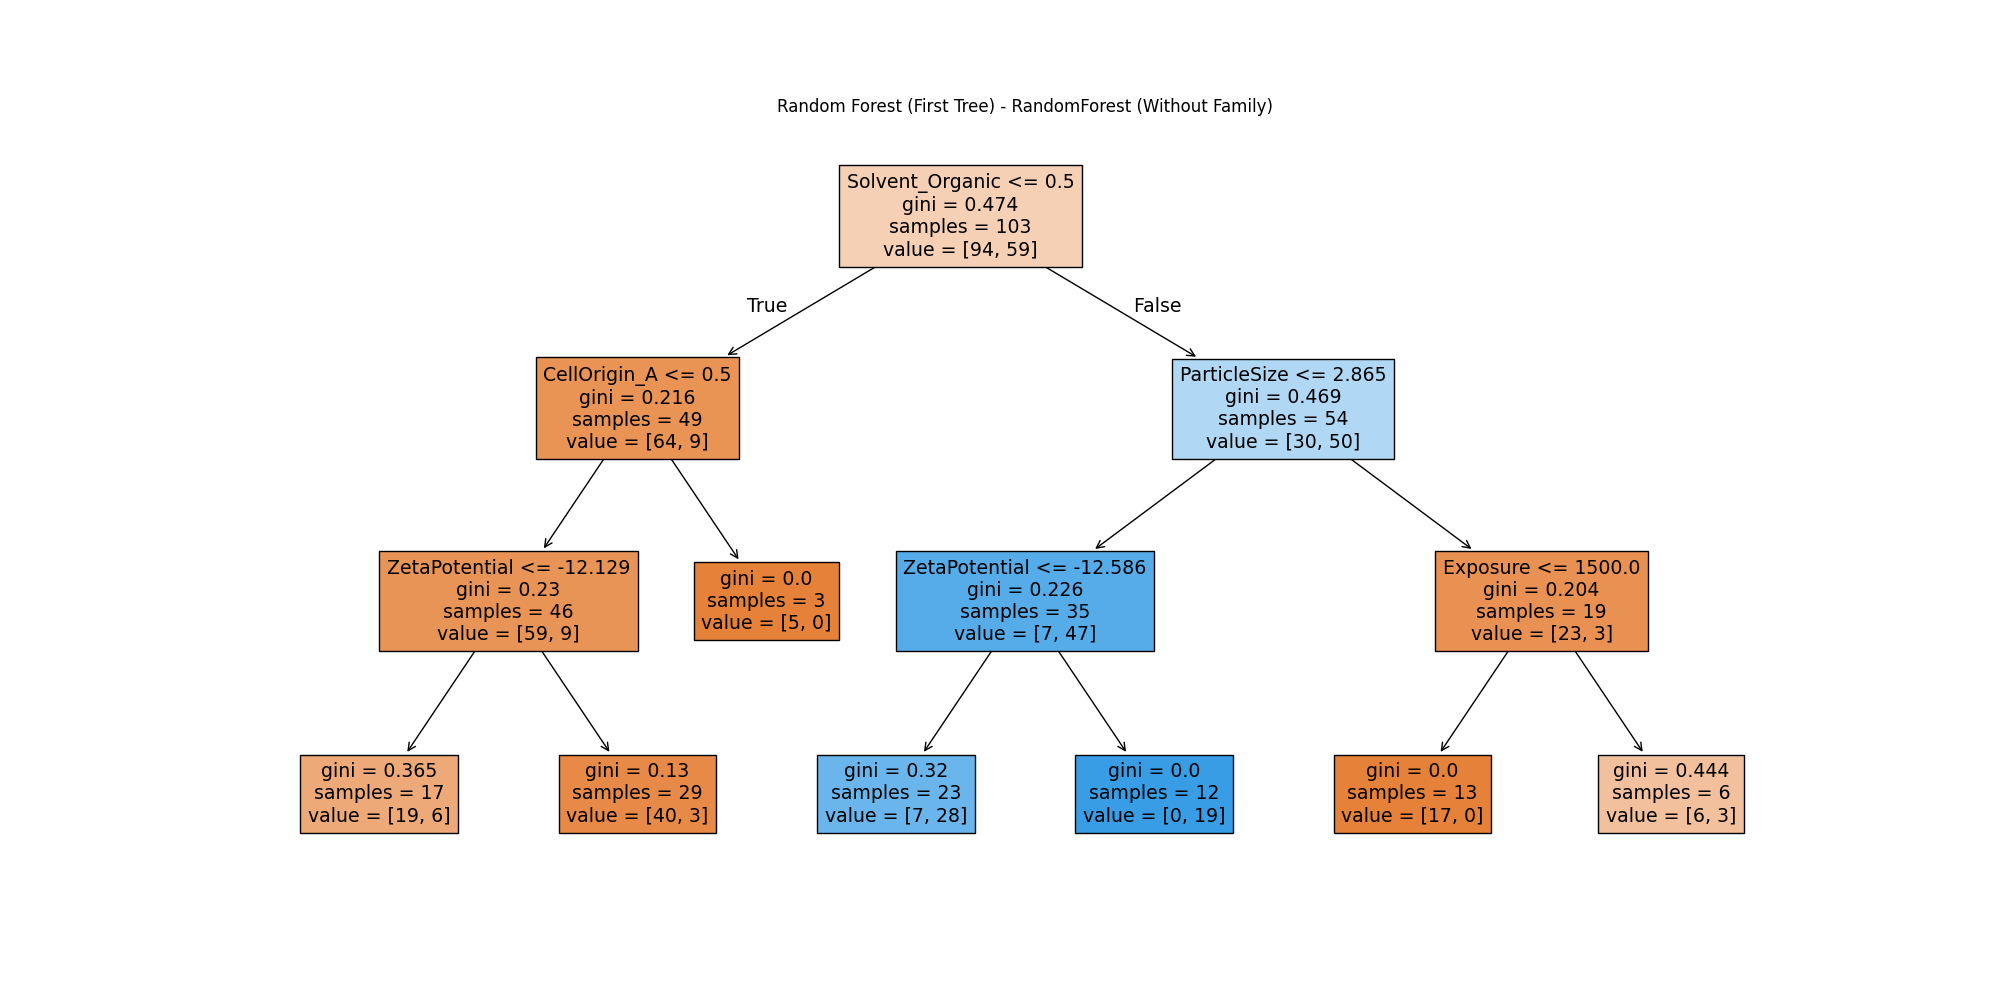 Random Forest (First Tree) - RandomForest (Without Family)
Solvent_Organic <= 0.5
gini = 0.474
samples = 103
value = [94, 59]
True
False
CellOrigin_A <= 0.5
gini = 0.216
samples = 49
value = [64, 9]
ParticleSize <= 2.865
gini = 0.469
samples = 54
value = [30, 50]
ZetaPotential <= -12.129
gini = 0.23
samples = 46
value = [59, 9]
gini = 0.0
samples = 3
value = [5, 0]
ZetaPotential <= -12.586
gini = 0.226
samples = 35
value = [7, 47]
Exposure <= 1500.0
gini = 0.204
samples = 19
value = [23, 3]
gini = 0.365
samples = 17
value = [19, 6]
gini = 0.13
samples = 29
value = [40, 3]
gini = 0.32
samples = 23
value = [7, 28]
gini = 0.0
samples = 12
value = [0, 19]
gini = 0.0
samples = 13
value = [17, 0]
gini = 0.444
samples = 6
value = [6, 3]